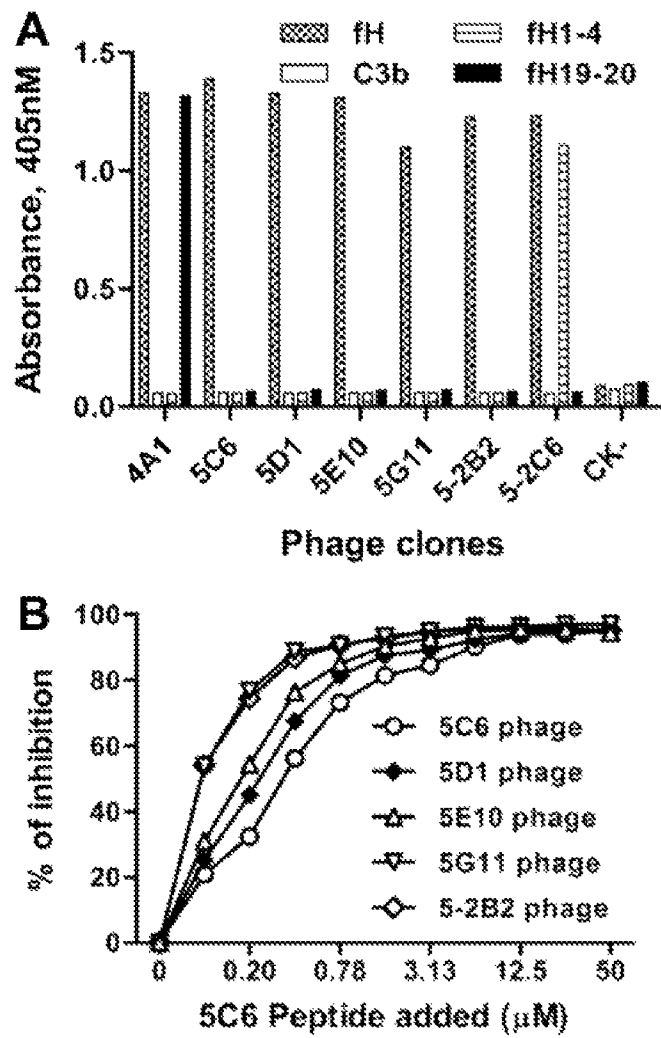 A
fH
fH1-4
C3b
fH19-20
Absorbance, 405nM
1.5
1.0
0.5
0.0
4A1
5C6
5D1
5E10
5G11
5-2B2
5-2C6
CK-
Phage clones
B
% of inhibition
100
80
60
40
20
0
5C6 phage
5D1 phage
5E10 phage
5G11 phage
5-2B2 phage
0
0.20
0.78
3.13
12.5
50
5C6 Peptide added (μM)